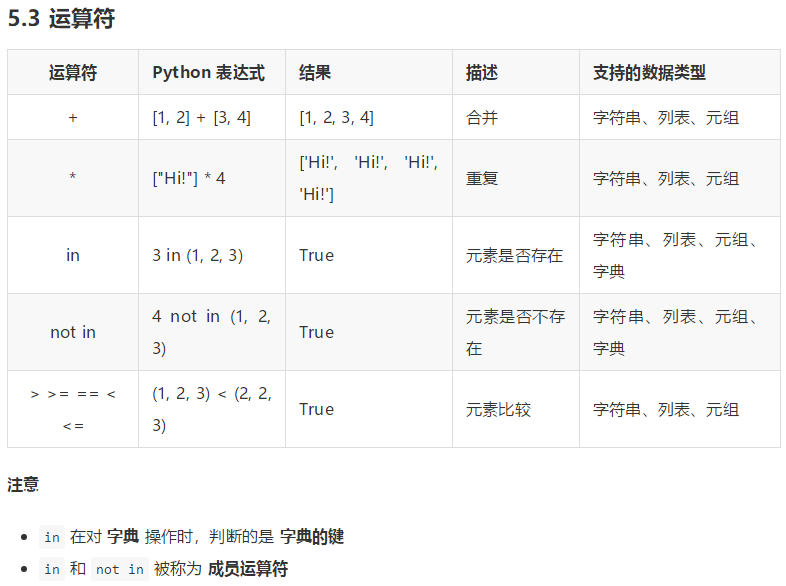 5.3 运算符
运算符 Python 表达式 结果 描述 支持的数据类型
+ [1, 2] + [3, 4] [1, 2, 3, 4] 合并 字符串、列表、元组
* ["Hi!"] * 4 ['Hi!', 'Hi!', 'Hi!',
'Hi!'] 重复 字符串、列表、元组
in 3 in (1, 2, 3) True 元素是否存在 字符串、列表、元组、
字典
not in 4 not in (1, 2,
3) True 元素是否不存
在 字符串、列表、元组、
字典
> >= == <
<= (1, 2, 3) < (2, 2,
3) True 元素比较 字符串、列表、元组
注意
in 在对 字典 操作时，判断的是 字典的键
in 和 not in 被称为 成员运算符